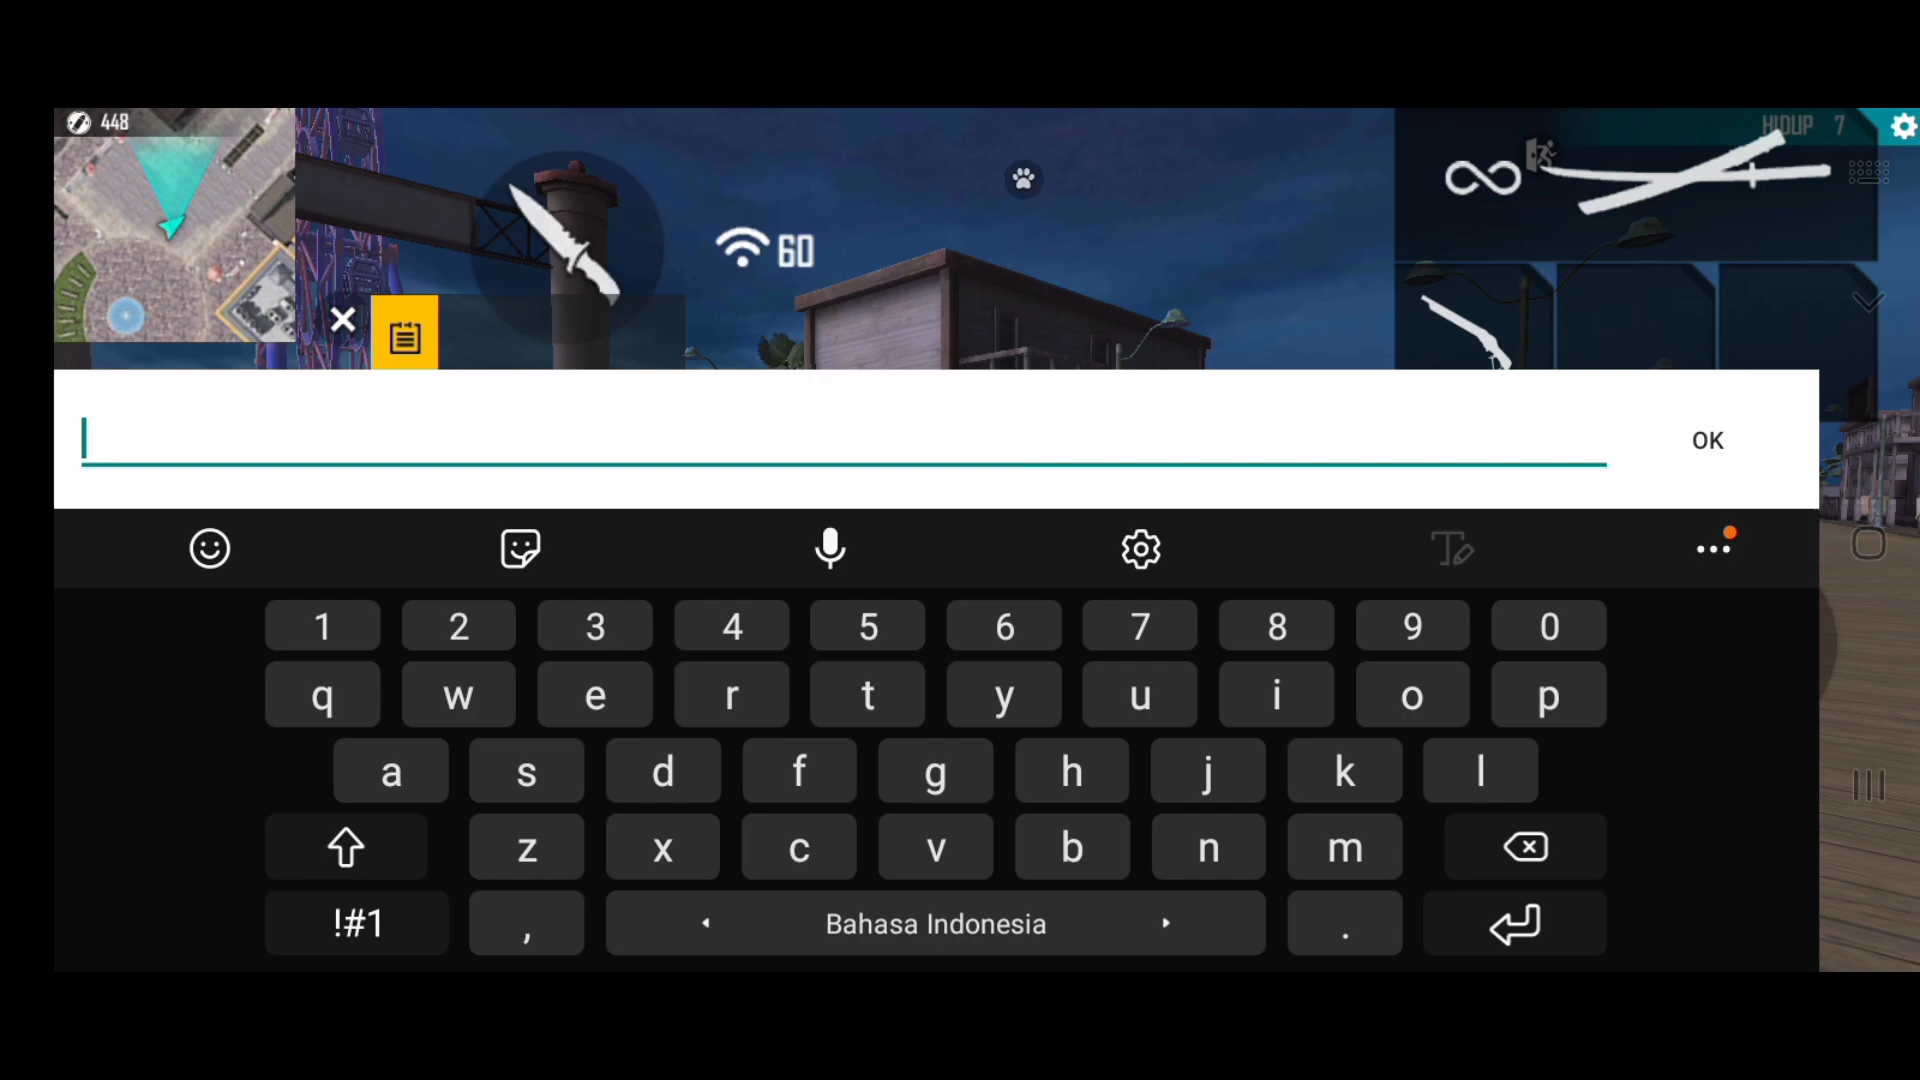 448
HIDUP 7
60
OK
1 2 3 4 5 6 7 8 9 0
q w e r t y u i o p
a s d f g h j k l
z x c v b n m
!#1 , Bahasa Indonesia .